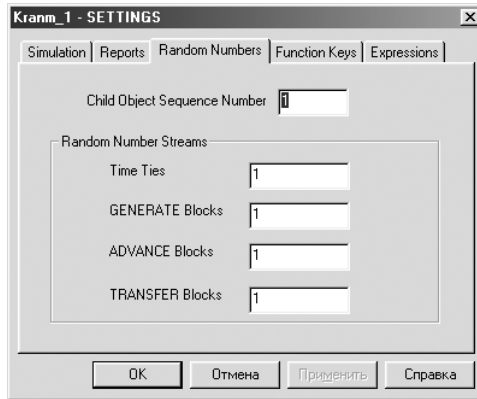 Kranm_1 - SETTINGS
Simulation Reports Random Numbers Function Keys Expressions
Child Object Sequence Number 1
Random Number Streams
Time Ties 1
GENERATE Blocks 1
ADVANCE Blocks 1
TRANSFER Blocks 1
OK Отмена Применить Справка